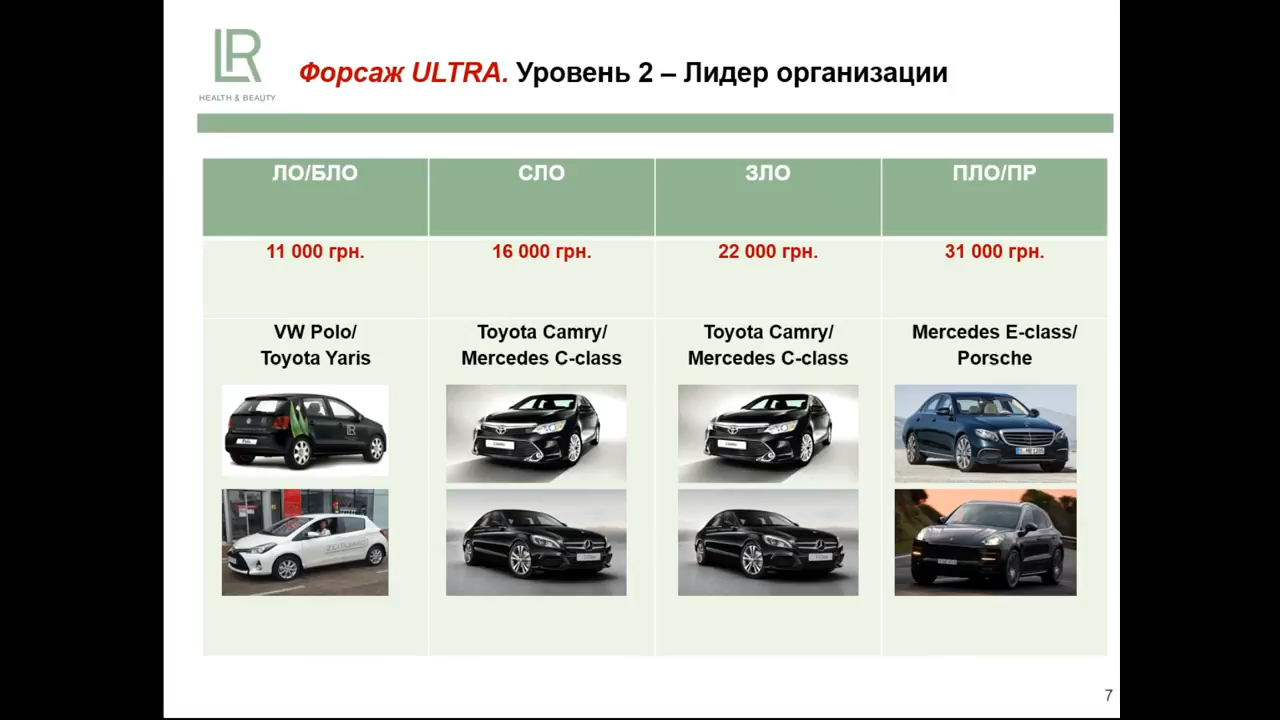 LR
HEALTH & BEAUTY
Форсаж ULTRA. Уровень 2 – Лидер организации
ЛО/БЛО
СЛО
ЗЛО
ПЛО/ПР
11 000 грн.
16 000 грн.
22 000 грн.
31 000 грн.
VW Polo/
Toyota Yaris
Toyota Camry/
Mercedes C-class
Toyota Camry/
Mercedes C-class
Mercedes E-class/
Porsche
LR
Polo
7